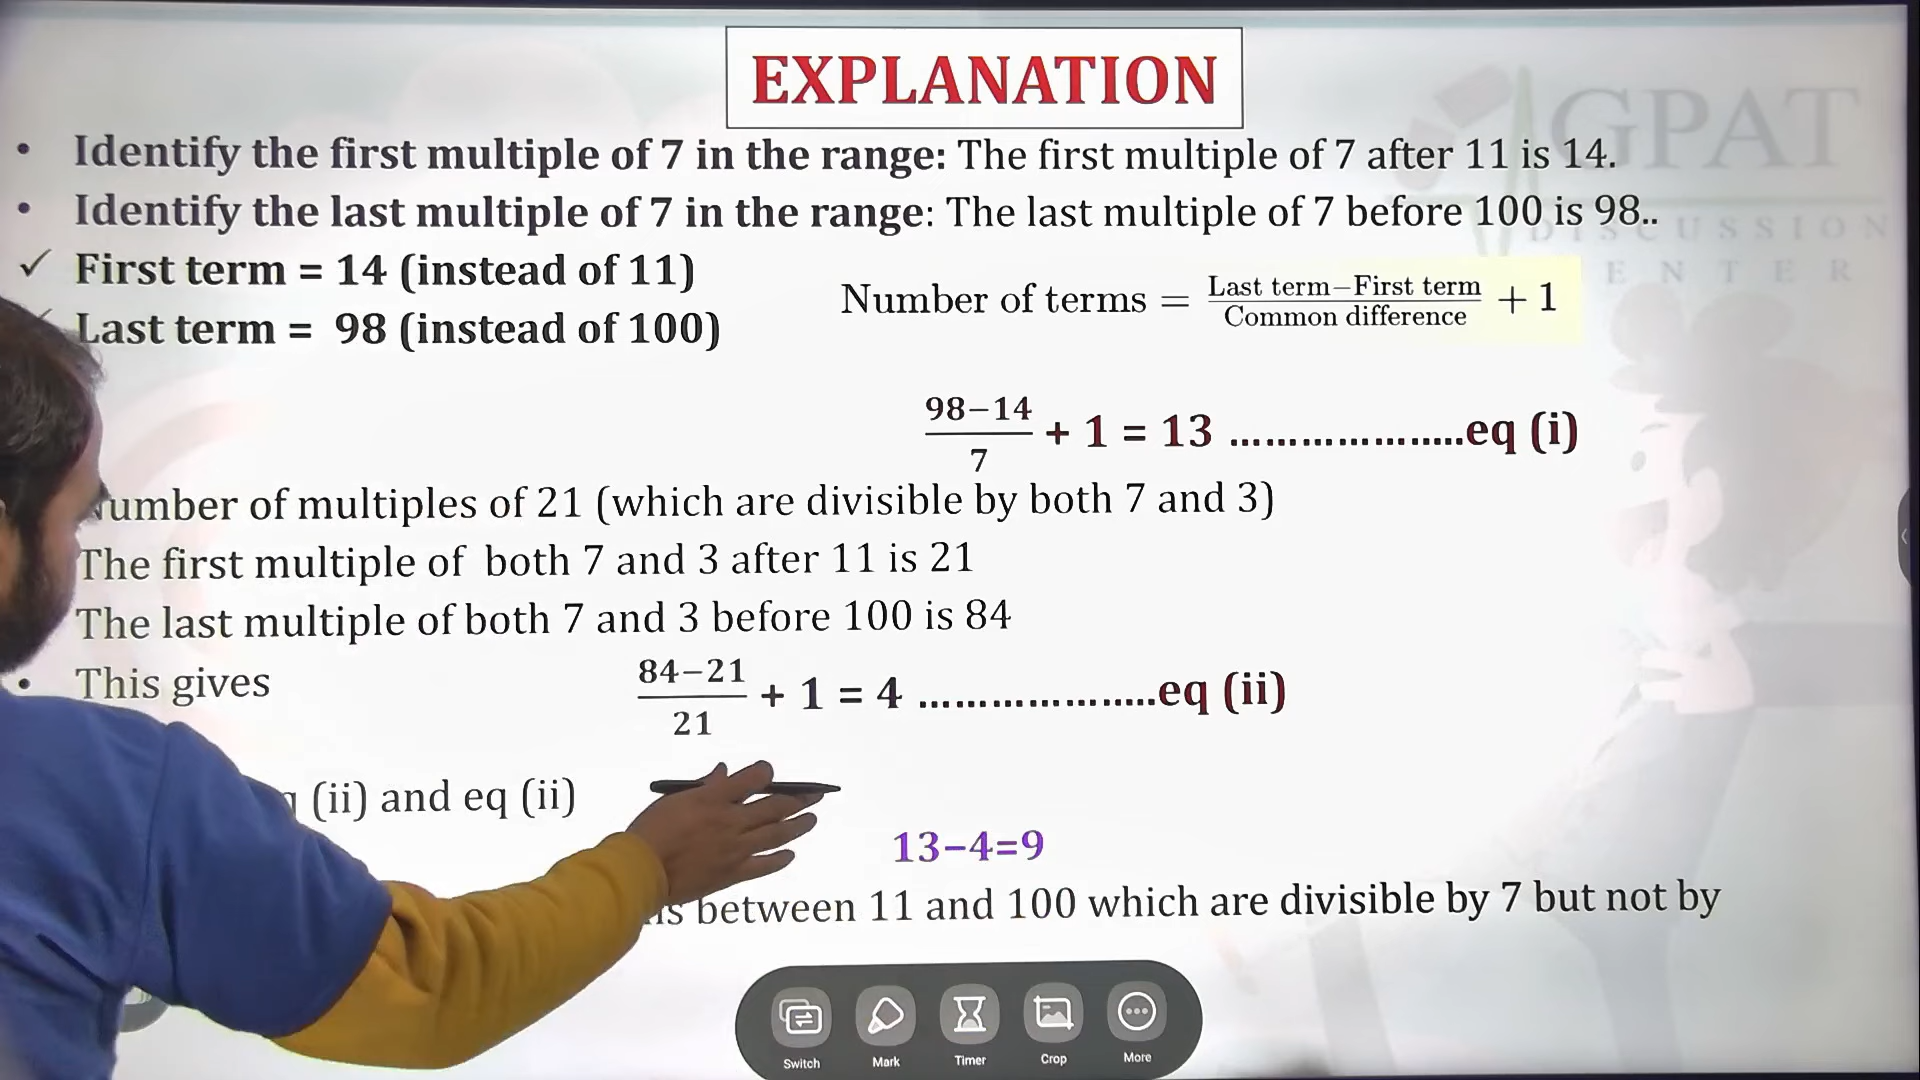 EXPLANATION
GPAT
DISCUSSION
CENTER
• Identify the first multiple of 7 in the range: The first multiple of 7 after 11 is 14.
• Identify the last multiple of 7 in the range: The last multiple of 7 before 100 is 98..
✓ First term = 14 (instead of 11)
Last term = 98 (instead of 100)
Number of terms = \frac{Last term−First term}{Common difference} + 1
\frac{98−14}{7} + 1 = 13 .....................eq (i)
of multiples of 21 (which are divisible by both 7 and 3)
The first multiple of both 7 and 3 after 11 is 21
The last multiple of both 7 and 3 before 100 is 84
• This gives
\frac{84−21}{21} + 1 = 4 .....................eq (ii)
(ii) and eq (ii)
13−4=9
between 11 and 100 which are divisible by 7 but not by
Switch Mark Timer Crop More